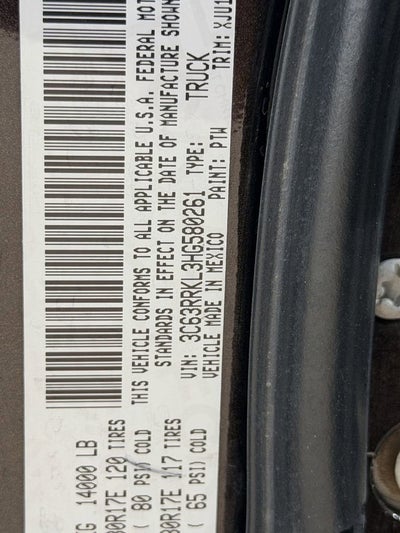 THIS VEHICLE CONFORMS TO ALL APPLICABLE U.S.A. FEDERAL MOT
STANDARDS IN EFFECT ON THE DATE OF MANUFACTURE SHOWN
VIN: 3C63RRKL3HG580261 TYPE: TRUCK
VEHICLE MADE IN MEXICO PAINT: PTW TRIM: XJU1
G 14000 LB
80R17E 120 TIRES
( 80 PSI) COLD
80R17E 117 TIRES
( 65 PSI) COLD